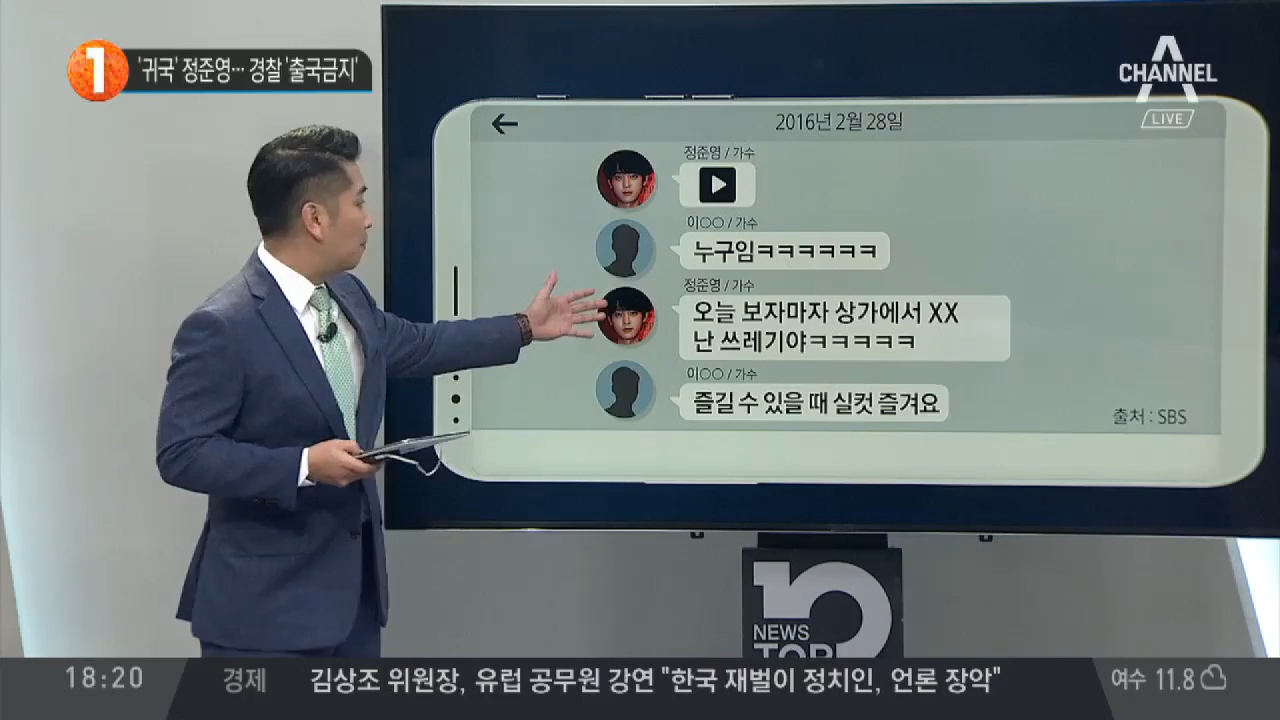 1 '귀국' 정준영… 경찰 '출국금지'
CHANNEL A
LIVE
2016년 2월 28일
정준영 / 가수
이○○ / 가수
누구임ㅋㅋㅋㅋㅋㅋ
정준영 / 가수
오늘 보자마자 상가에서 XX
난 쓰레기야ㅋㅋㅋㅋㅋ
이○○ / 가수
즐길 수 있을 때 실컷 즐겨요
출처 : SBS
10
NEWS
TOP
18:20 경제 김상조 위원장, 유럽 공무원 강연 "한국 재벌이 정치인, 언론 장악" 여수 11.8